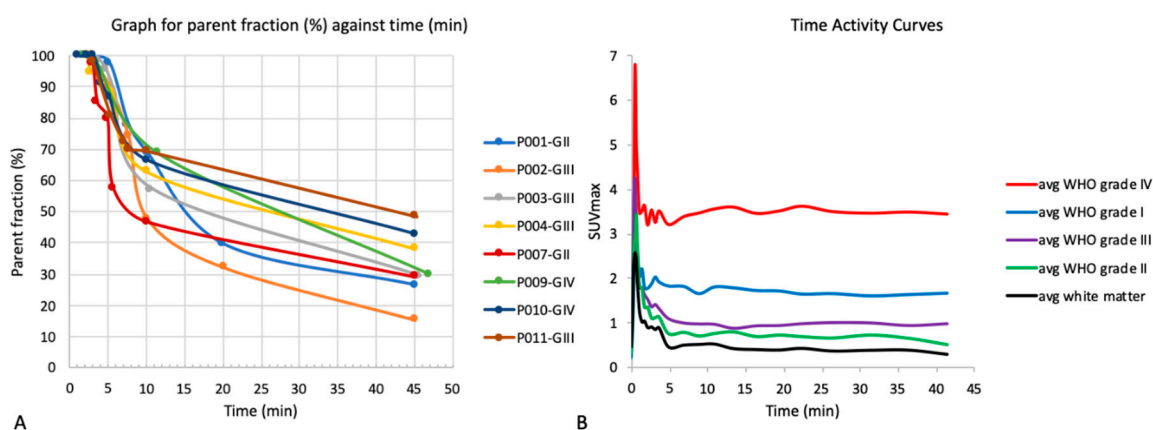 Graph for parent fraction (%) against time (min)
100
90
80
70
60
50
40
30
20
10
0
Parent fraction (%)
0 5 10 15 20 25 30 35 40 45 50
Time (min)
P001-GII
P002-GIII
P003-GIII
P004-GIII
P007-GII
P009-GIV
P010-GIV
P011-GIII
A
Time Activity Curves
7
6
5
4
3
2
1
0
SUVmax
0 5 10 15 20 25 30 35 40 45
Time (min)
avg WHO grade IV
avg WHO grade I
avg WHO grade III
avg WHO grade II
avg white matter
B